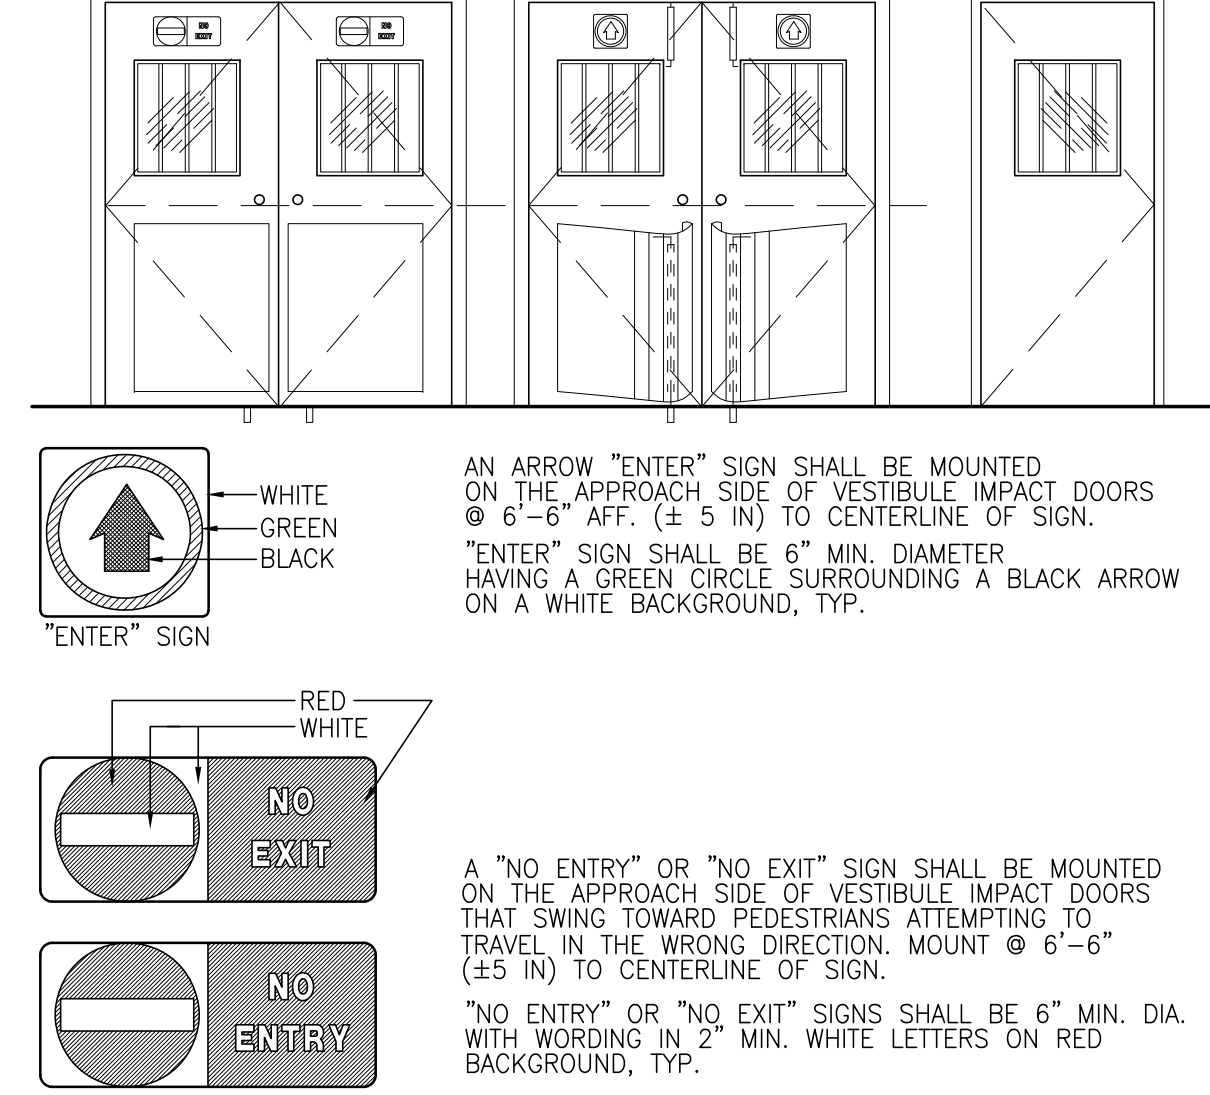 NO
EXIT
NO
EXIT
AN ARROW "ENTER" SIGN SHALL BE MOUNTED
ON THE APPROACH SIDE OF VESTIBULE IMPACT DOORS
@ 6'-6" AFF. (± 5 IN) TO CENTERLINE OF SIGN.
"ENTER" SIGN SHALL BE 6" MIN. DIAMETER
HAVING A GREEN CIRCLE SURROUNDING A BLACK ARROW
ON A WHITE BACKGROUND, TYP.
WHITE
GREEN
BLACK
"ENTER" SIGN
RED
WHITE
NO
EXIT
NO
ENTRY
A "NO ENTRY" OR "NO EXIT" SIGN SHALL BE MOUNTED
ON THE APPROACH SIDE OF VESTIBULE IMPACT DOORS
THAT SWING TOWARD PEDESTRIANS ATTEMPTING TO
TRAVEL IN THE WRONG DIRECTION. MOUNT @ 6'-6"
(±5 IN) TO CENTERLINE OF SIGN.
"NO ENTRY" OR "NO EXIT" SIGNS SHALL BE 6" MIN. DIA.
WITH WORDING IN 2" MIN. WHITE LETTERS ON RED
BACKGROUND, TYP.